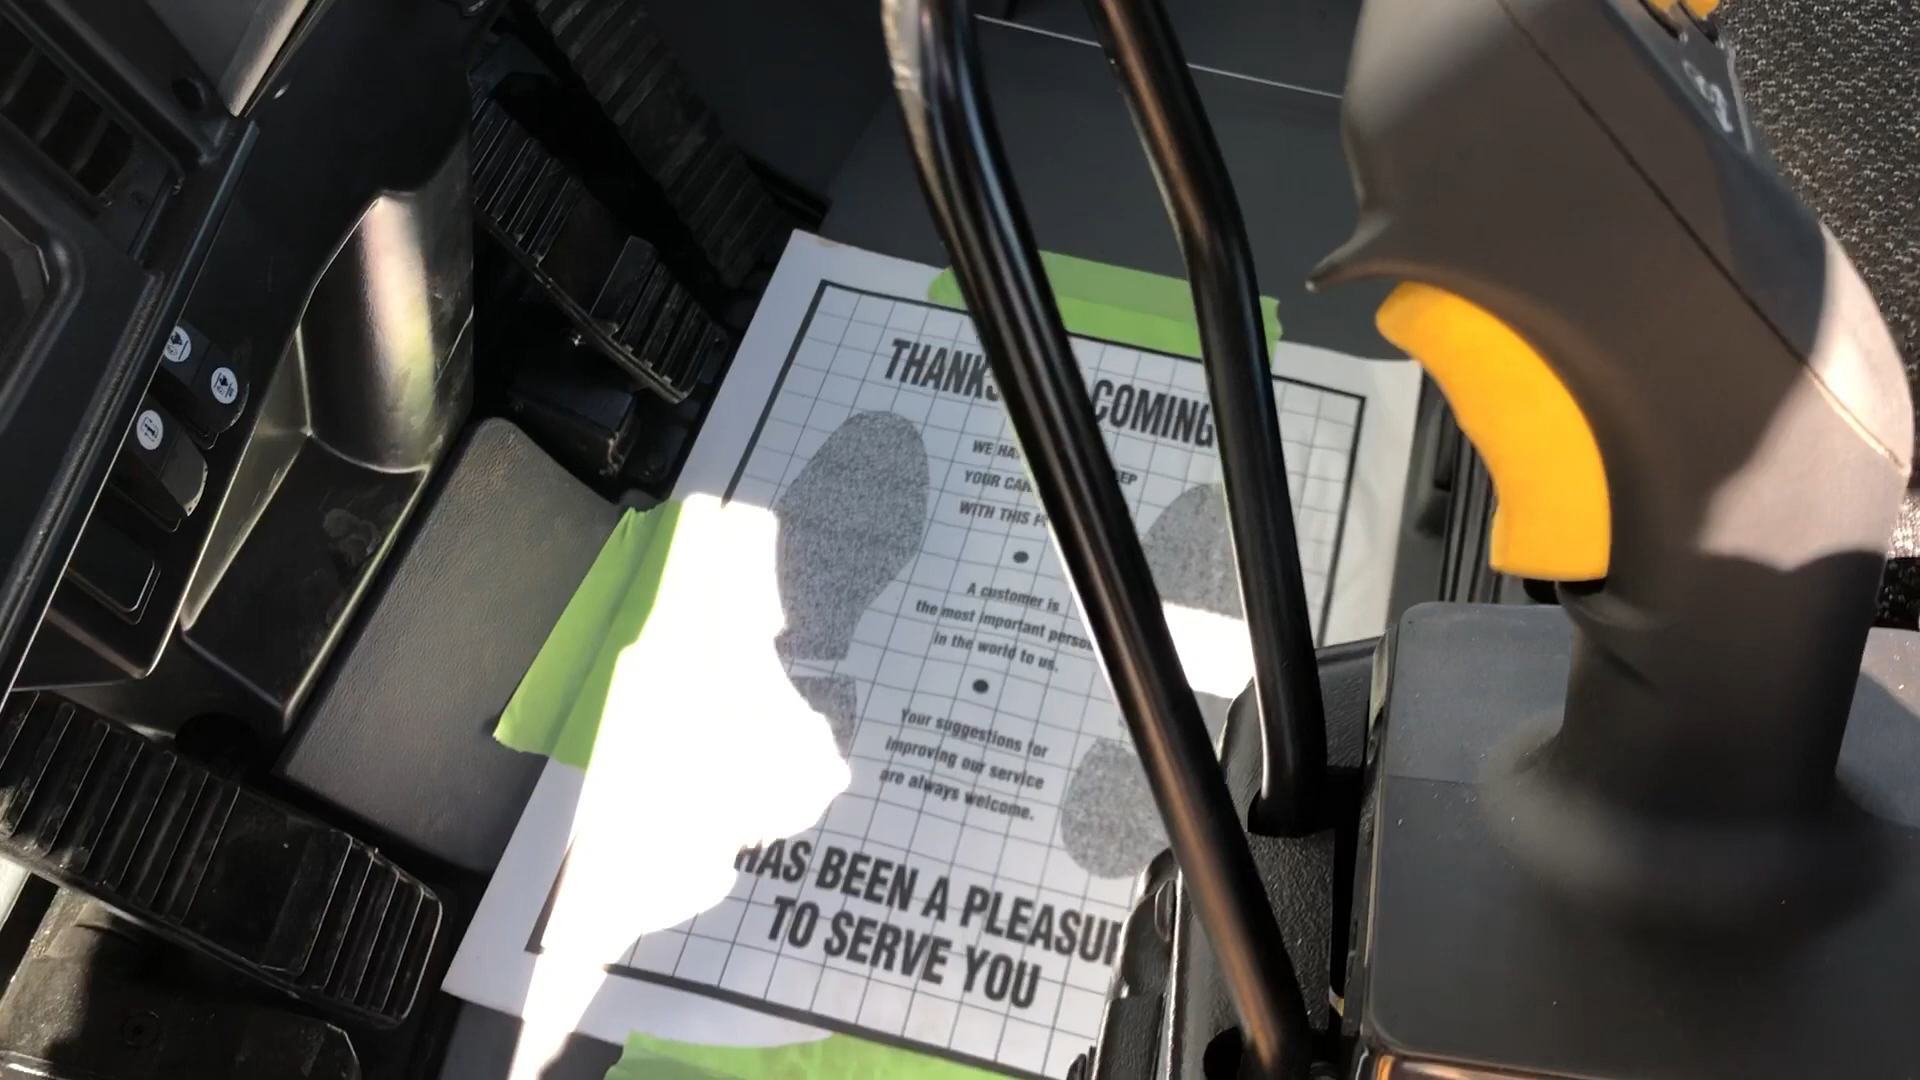 THANKS COMING
WE HA
YOUR CAR EP
WITH THIS P
A customer is
the most important person
in the world to us.
Your suggestions for
improving our service
are always welcome.
HAS BEEN A PLEASUR
TO SERVE YOU